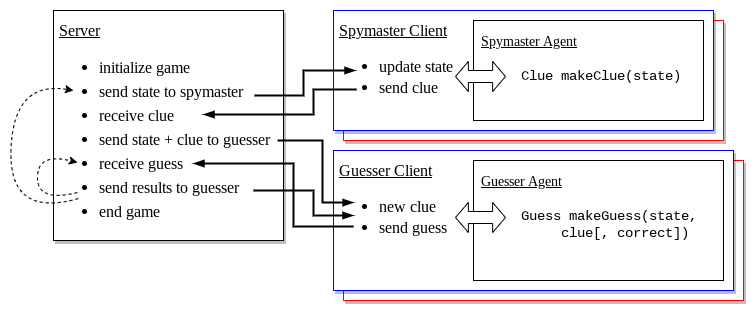 Server
• initialize game
• send state to spymaster
• receive clue
• send state + clue to guesser
• receive guess
• send results to guesser
• end game
Spymaster Client
• update state
• send clue
Spymaster Agent
Clue makeClue(state)
Guesser Client
• new clue
• send guess
Guesser Agent
Guess makeGuess(state,
clue[, correct])